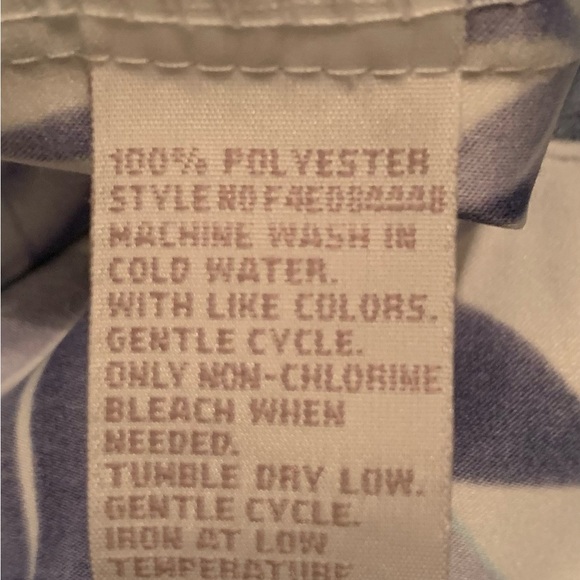 100% POLYESTER
STYLE NO
MACHINE WASH IN
COLD WATER.
WITH LIKE COLORS.
GENTLE CYCLE.
ONLY NON-CHLORINE
BLEACH WHEN
NEEDED.
TUMBLE DRY LOW.
GENTLE CYCLE.
IRON AT LOW
TEMPERATURE